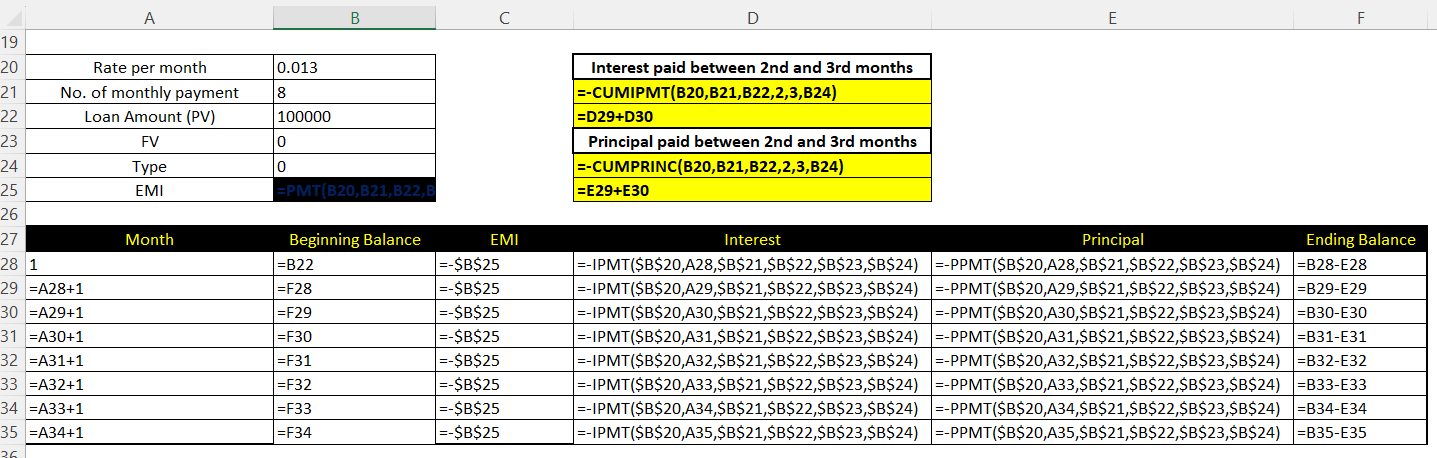 A B C D E F
19
20 Rate per month 0.013 Interest paid between 2nd and 3rd months
21 No. of monthly payment 8 =-CUMIPMT(B20,B21,B22,2,3,B24)
22 Loan Amount (PV) 100000 =D29+D30
23 FV 0 Principal paid between 2nd and 3rd months
24 Type 0 =-CUMPRINC(B20,B21,B22,2,3,B24)
25 EMI =PMT(B20,B21,B22,B =E29+E30
26
27 Month Beginning Balance EMI Interest Principal Ending Balance
28 1 =B22 =-$B$25 =-IPMT($B$20,A28,$B$21,$B$22,$B$23,$B$24) =-PPMT($B$20,A28,$B$21,$B$22,$B$23,$B$24) =B28-E28
29 =A28+1 =F28 =-$B$25 =-IPMT($B$20,A29,$B$21,$B$22,$B$23,$B$24) =-PPMT($B$20,A29,$B$21,$B$22,$B$23,$B$24) =B29-E29
30 =A29+1 =F29 =-$B$25 =-IPMT($B$20,A30,$B$21,$B$22,$B$23,$B$24) =-PPMT($B$20,A30,$B$21,$B$22,$B$23,$B$24) =B30-E30
31 =A30+1 =F30 =-$B$25 =-IPMT($B$20,A31,$B$21,$B$22,$B$23,$B$24) =-PPMT($B$20,A31,$B$21,$B$22,$B$23,$B$24) =B31-E31
32 =A31+1 =F31 =-$B$25 =-IPMT($B$20,A32,$B$21,$B$22,$B$23,$B$24) =-PPMT($B$20,A32,$B$21,$B$22,$B$23,$B$24) =B32-E32
33 =A32+1 =F32 =-$B$25 =-IPMT($B$20,A33,$B$21,$B$22,$B$23,$B$24) =-PPMT($B$20,A33,$B$21,$B$22,$B$23,$B$24) =B33-E33
34 =A33+1 =F33 =-$B$25 =-IPMT($B$20,A34,$B$21,$B$22,$B$23,$B$24) =-PPMT($B$20,A34,$B$21,$B$22,$B$23,$B$24) =B34-E34
35 =A34+1 =F34 =-$B$25 =-IPMT($B$20,A35,$B$21,$B$22,$B$23,$B$24) =-PPMT($B$20,A35,$B$21,$B$22,$B$23,$B$24) =B35-E35
36